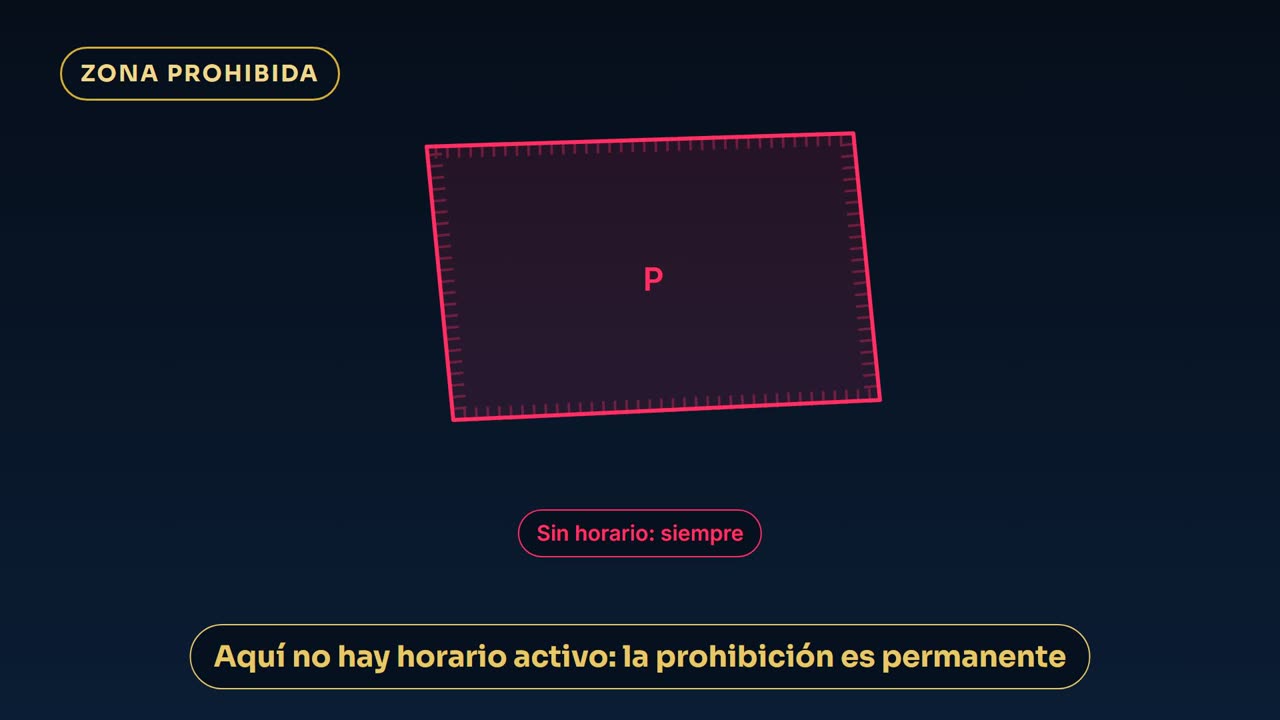 ZONA PROHIBIDA
P
Sin horario: siempre
Aquí no hay horario activo: la prohibición es permanente